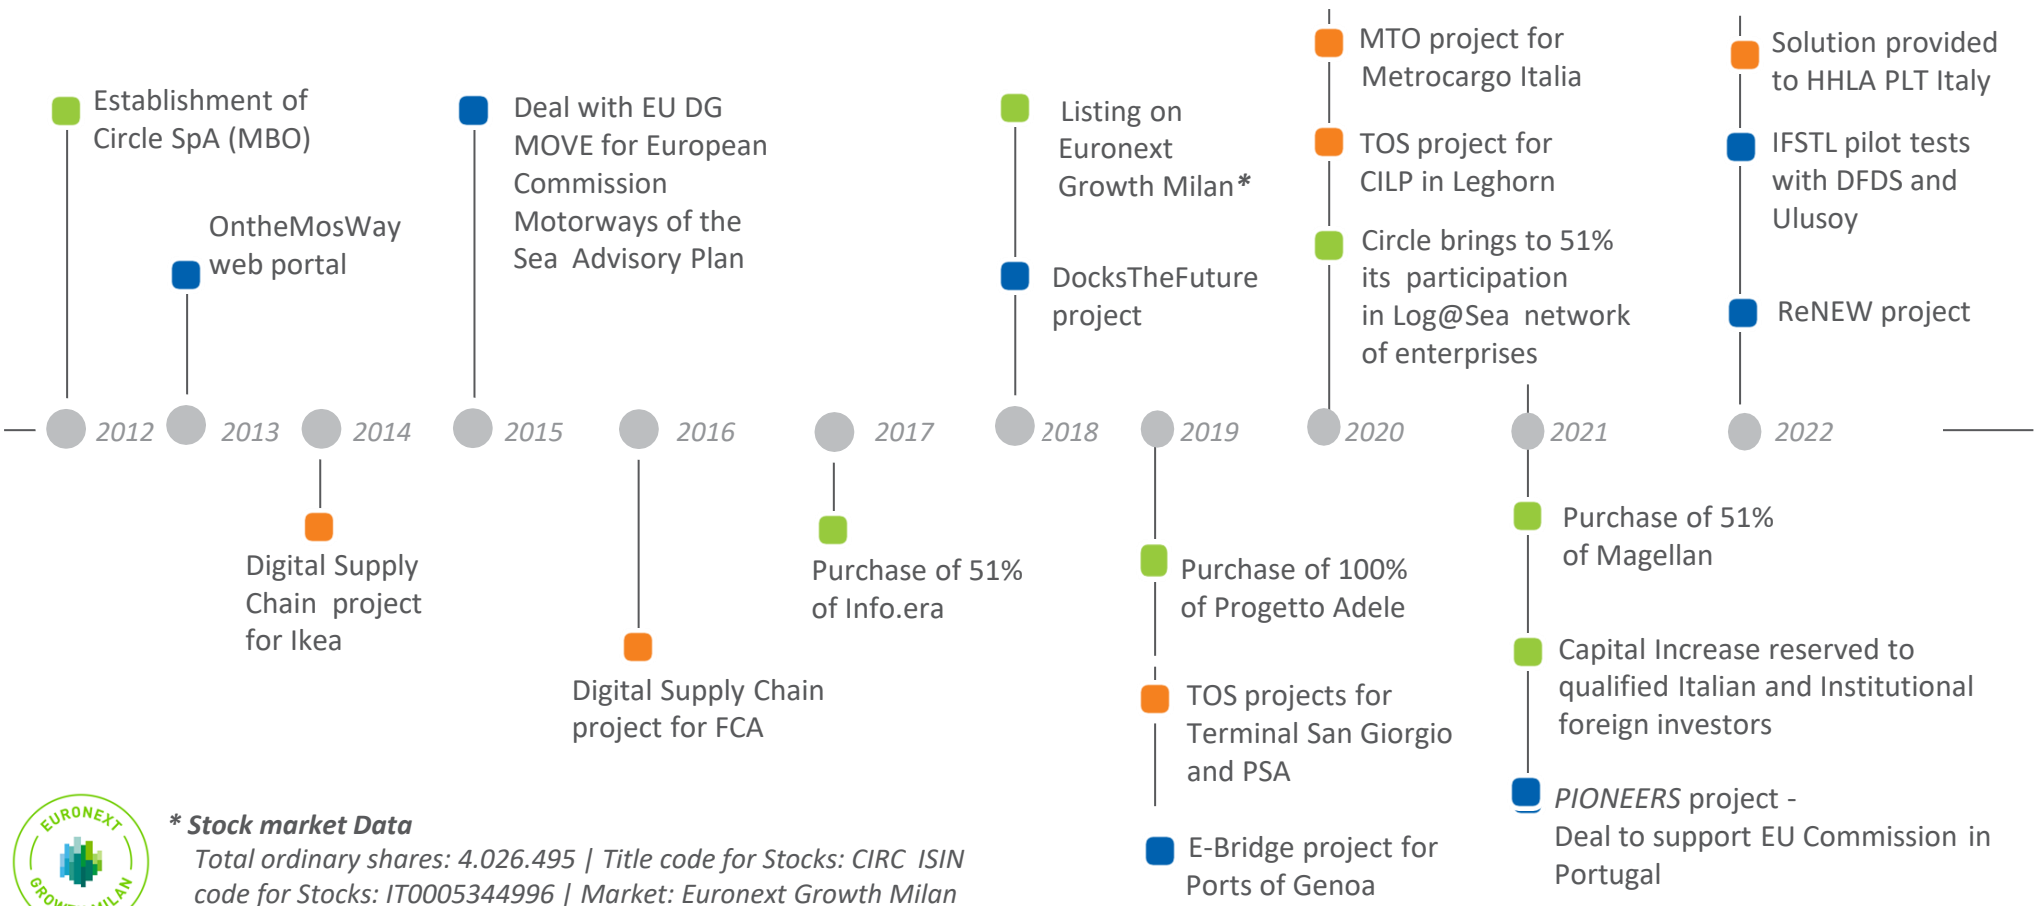 Establishment of
Circle SpA (MBO)
OntheMosWay
web portal
Deal with EU DG
MOVE for European
Commission
Motorways of the
Sea Advisory Plan
Listing on
Euronext
Growth Milan*
DocksTheFuture
project
MTO project for
Metrocargo Italia
TOS project for
CILP in Leghorn
Circle brings to 51%
its participation
in Log@Sea network
of enterprises
Solution provided
to HHLA PLT Italy
IFSTL pilot tests
with DFDS and
Ulusoy
ReNEW project
2012 2013 2014 2015 2016 2017 2018 2019 2020 2021 2022
Digital Supply
Chain project
for Ikea
Digital Supply Chain
project for FCA
Purchase of 51%
of Info.era
Purchase of 100%
of Progetto Adele
TOS projects for
Terminal San Giorgio
and PSA
E-Bridge project for
Ports of Genoa
Purchase of 51%
of Magellan
Capital Increase reserved to
qualified Italian and Institutional
foreign investors
PIONEERS project -
Deal to support EU Commission in
Portugal
EURONEXT
GROWTH MILAN
* Stock market Data
Total ordinary shares: 4.026.495 | Title code for Stocks: CIRC ISIN
code for Stocks: IT0005344996 | Market: Euronext Growth Milan